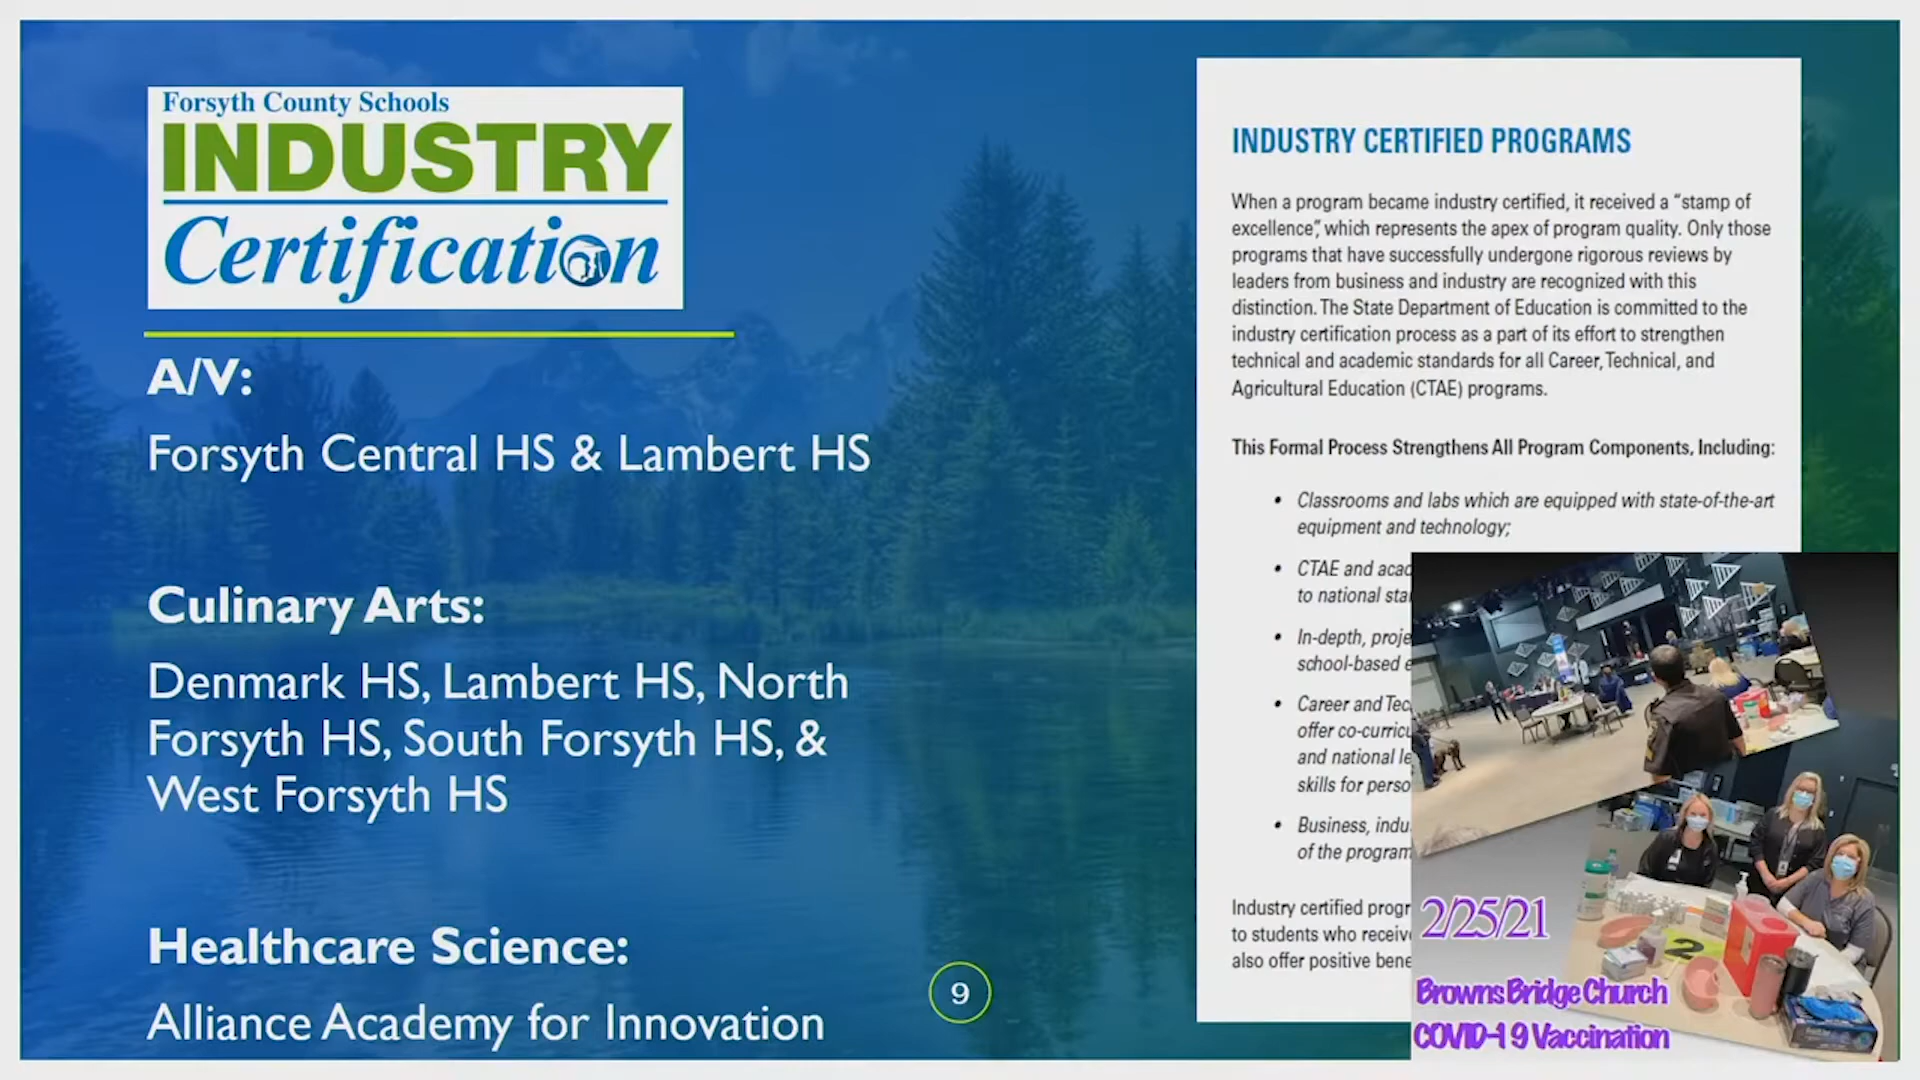 Forsyth County Schools
INDUSTRY
Certification
A/V:
Forsyth Central HS & Lambert HS
Culinary Arts:
Denmark HS, Lambert HS, North
Forsyth HS, South Forsyth HS, &
West Forsyth HS
Healthcare Science:
Alliance Academy for Innovation
9
INDUSTRY CERTIFIED PROGRAMS
When a program became industry certified, it received a “stamp of
excellence”, which represents the apex of program quality. Only those
programs that have successfully undergone rigorous reviews by
leaders from business and industry are recognized with this
distinction. The State Department of Education is committed to the
industry certification process as a part of its effort to strengthen
technical and academic standards for all Career, Technical, and
Agricultural Education (CTAE) programs.
This Formal Process Strengthens All Program Components, Including:
• Classrooms and labs which are equipped with state-of-the-art
equipment and technology;
• CTAE and acad
to national sta
• In-depth, proje
school-based e
• Career and Tec
offer co-curricu
and national le
skills for perso
• Business, indu
of the program
Industry certified progr
to students who receiv
also offer positive bene
2
2/25/21
Browns Bridge Church
COVID-19 Vaccination